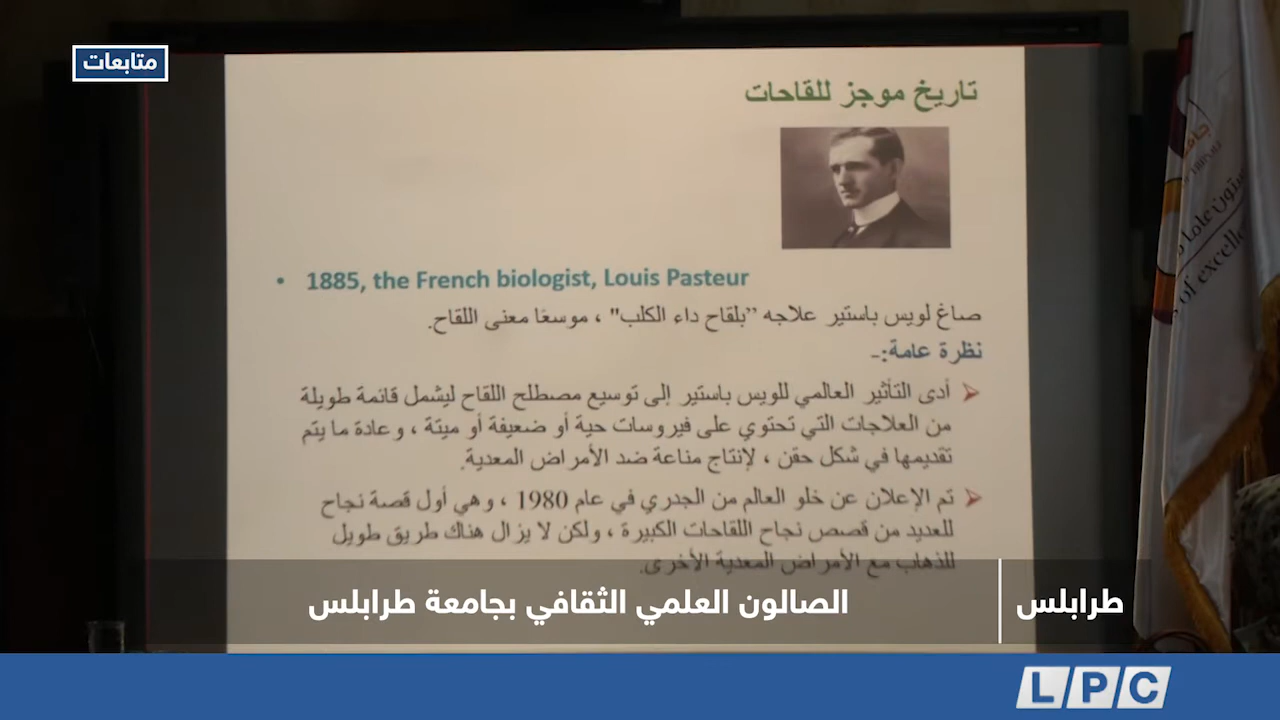 متابعات
تاريخ موجز للقاحات
• 1885, the French biologist, Louis Pasteur
صاغ لويس باستير علاجه "بلقاح داء الكلب" ، موسعًا معنى اللقاح.
نظرة عامة:-
أدى التأثير العالمي للويس باستير إلى توسيع مصطلح اللقاح ليشمل قائمة طويلة
من العلاجات التي تحتوي على فيروسات حية أو ضعيفة أو ميتة ، وعادة ما يتم
تقديمها في شكل حقن ، لإنتاج مناعة ضد الأمراض المعدية.
تم الإعلان عن خلو العالم من الجدري في عام 1980 ، وهي أول قصة نجاح
للعديد من قصص نجاح اللقاحات الكبيرة ، ولكن لا يزال هناك طريق طويل
للذهاب مع الأمراض المعدية الأخرى.
of excelle
طرابلس
الصالون العلمي الثقافي بجامعة طرابلس
LPC